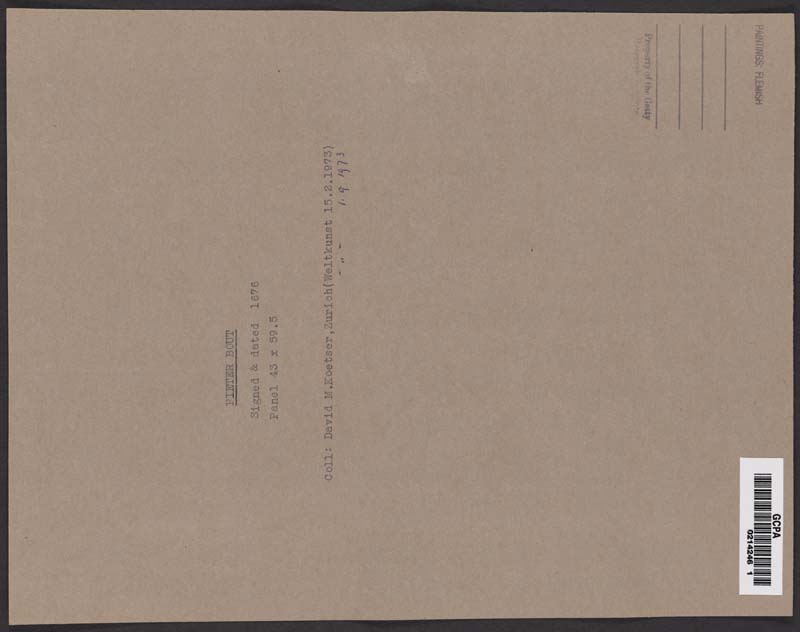 PAINTINGS: FLEMISH
Property of the Getty
PIETER BOUT
Signed & dated 1676
Panel 43 x 59.5
Coll: David M.Koetser,Zurich(Weltkunst 15.2.1973)
- " - 1.9.1973
GCPA
0214246 1